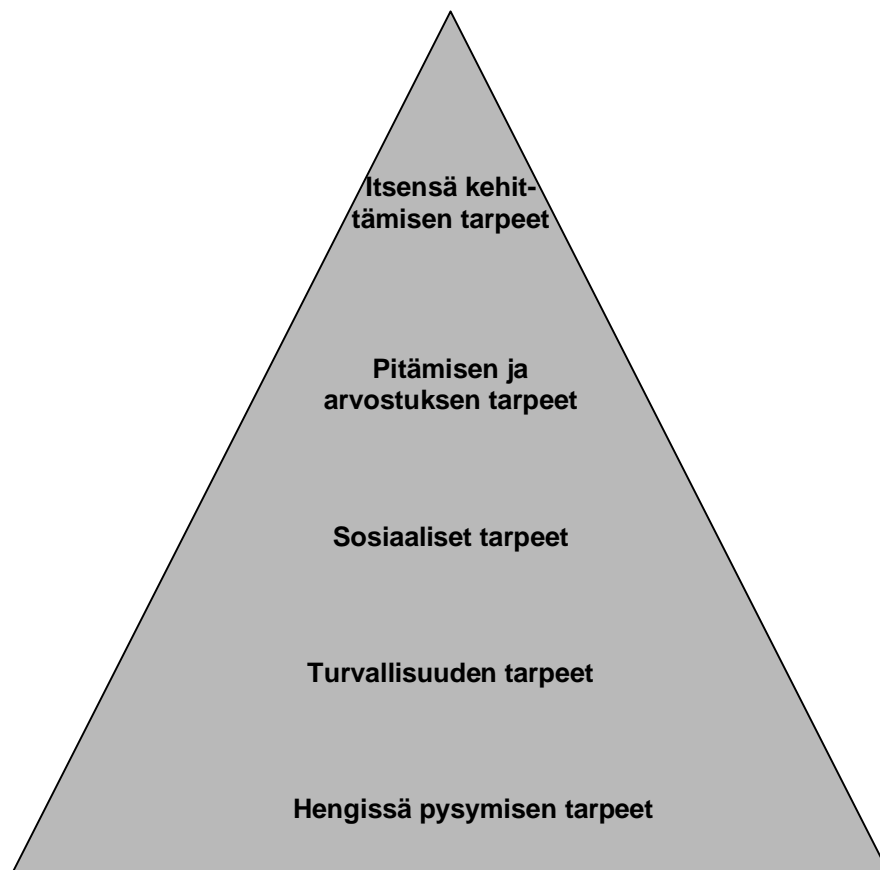 Itsensä kehit-
tämisen tarpeet
Pitämisen ja
arvostuksen tarpeet
Sosiaaliset tarpeet
Turvallisuuden tarpeet
Hengissä pysymisen tarpeet